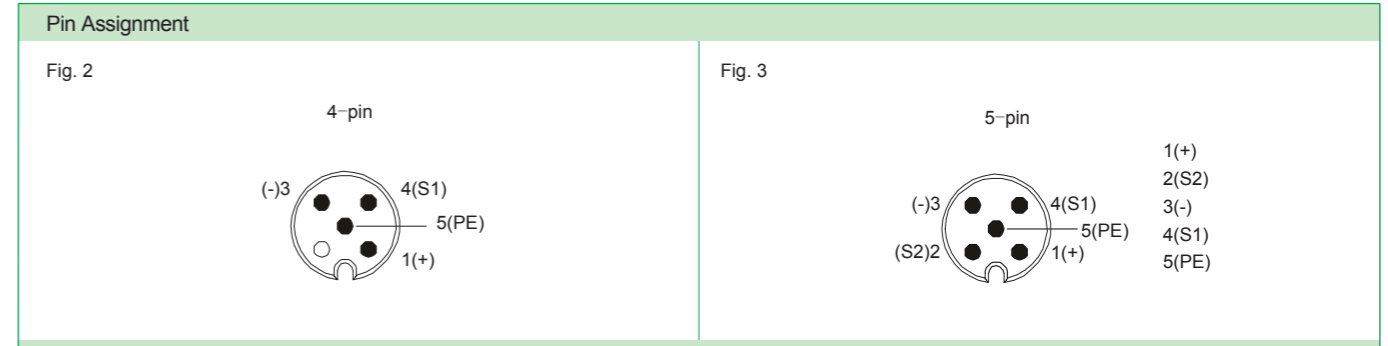 Pin Assignment
Fig. 2
4-pin
(-)3
4(S1)
5(PE)
1(+)
Fig. 3
5-pin
(-)3
4(S1)
5(PE)
(S2)2
1(+)
1(+)
2(S2)
3(-)
4(S1)
5(PE)